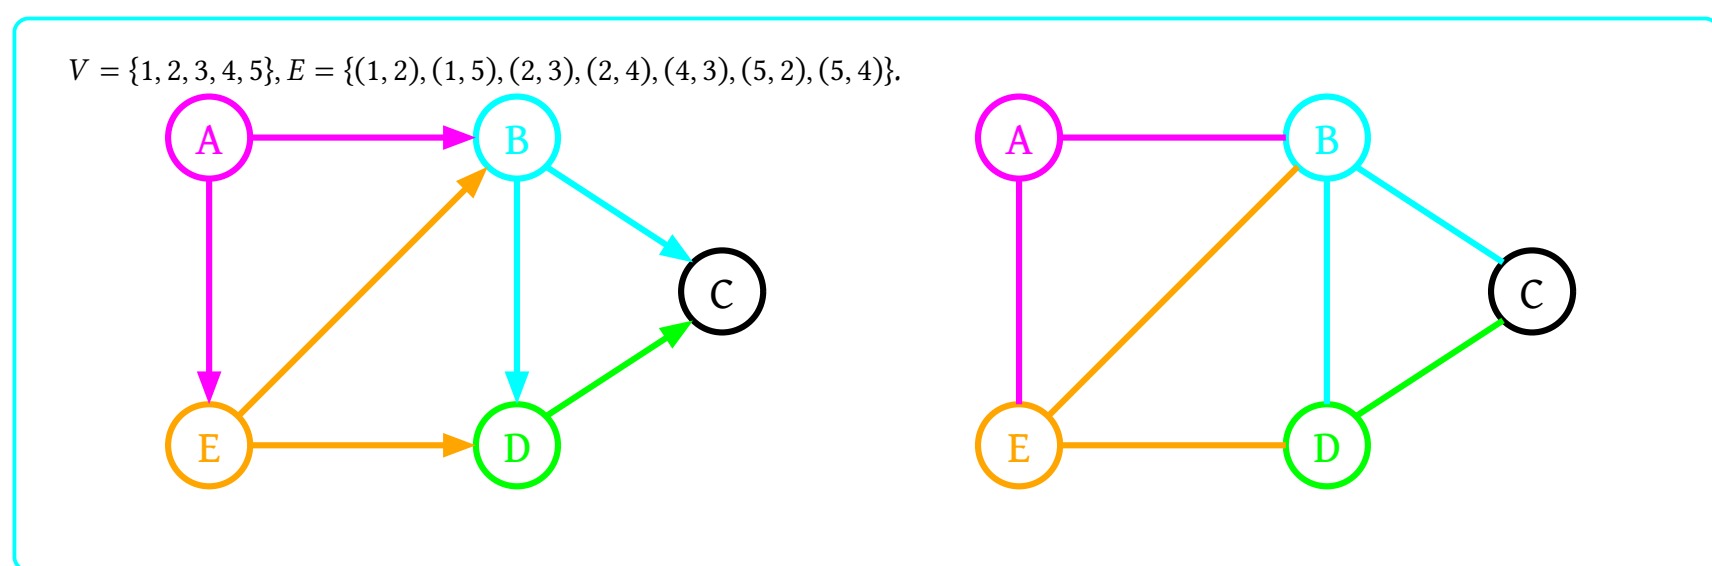 V = {1, 2, 3, 4, 5}, E = {(1, 2), (1, 5), (2, 3), (2, 4), (4, 3), (5, 2), (5, 4)}.
A B A B
C C
E D E D